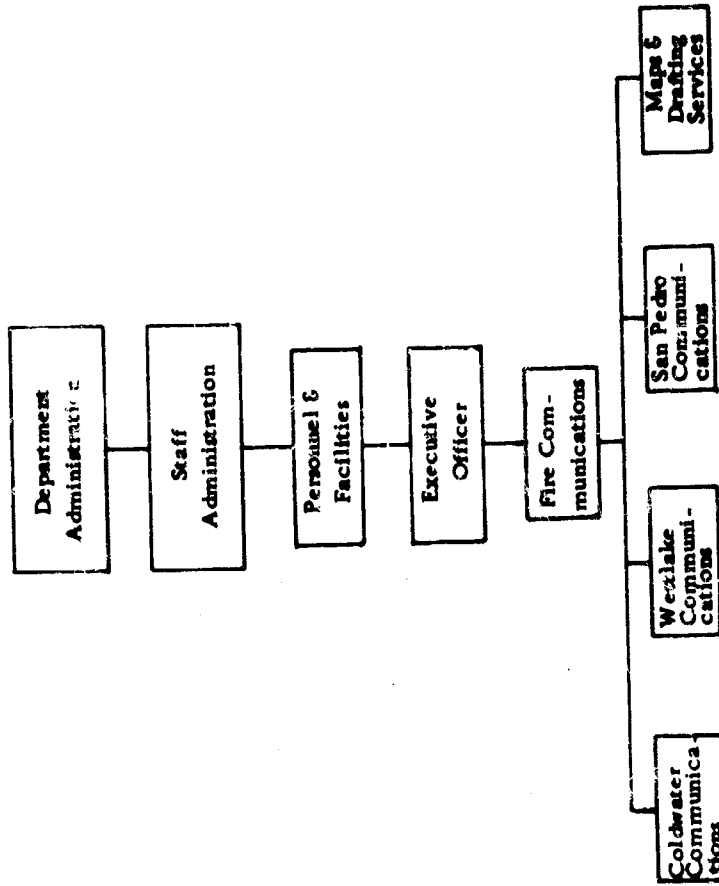 Department
Administration
Staff
Administration
Personnel &
Facilities
Executive
Officer
Fire Com-
munications
Coldwater
Communica-
tions
Westlake
Communi-
cations
San Pedro
Communi-
cations
Maps &
Drafting
Services